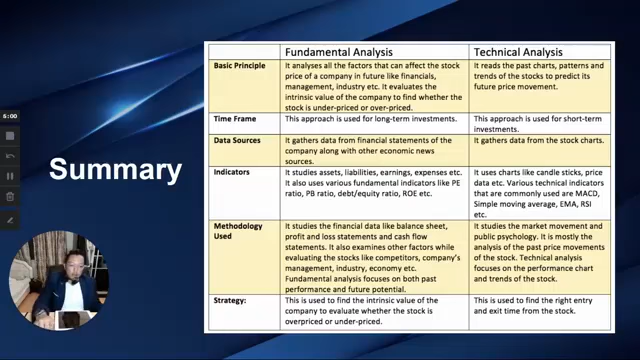 Summary
Fundamental Analysis
Technical Analysis
Basic Principle
It analyses all the factors that can affect the stock
price of a company in future like financials,
management, industry etc. It evaluates the
intrinsic value of the company to find whether the
stock is under-priced or over-priced.
It reads the past charts, patterns and
trends of the stocks to predict its
future price movement.
Time Frame
This approach is used for long-term investments.
This approach is used for short-term
investments.
Data Sources
It gathers data from financial statements of the
company along with other economic news
sources.
It gathers data from the stock charts.
Indicators
It studies assets, liabilities, earnings, expenses etc.
It also uses various fundamental indicators like PE
ratio, PB ratio, debt/equity ratio, ROE etc.
It uses charts like candle sticks, price
data etc. Various technical indicators
that are commonly used are MACD,
Simple moving average, EMA, RSI
etc.
Methodology
Used
It studies the financial data like balance sheet,
profit and loss statements and cash flow
statements. It also examines other factors while
evaluating the stocks like competitors, company's
management, industry, economy etc.
Fundamental analysis focuses on both past
performance and future potential.
It studies the market movement and
public psychology. It is mostly the
analysis of the past price movements of
the stock. Technical analysis
focuses on the performance chart
and trends of the stock.
Strategy:
This is used to find the intrinsic value of the
company to evaluate whether the stock is
overpriced or under-priced.
This is used to find the right entry
and exit time from the stock.